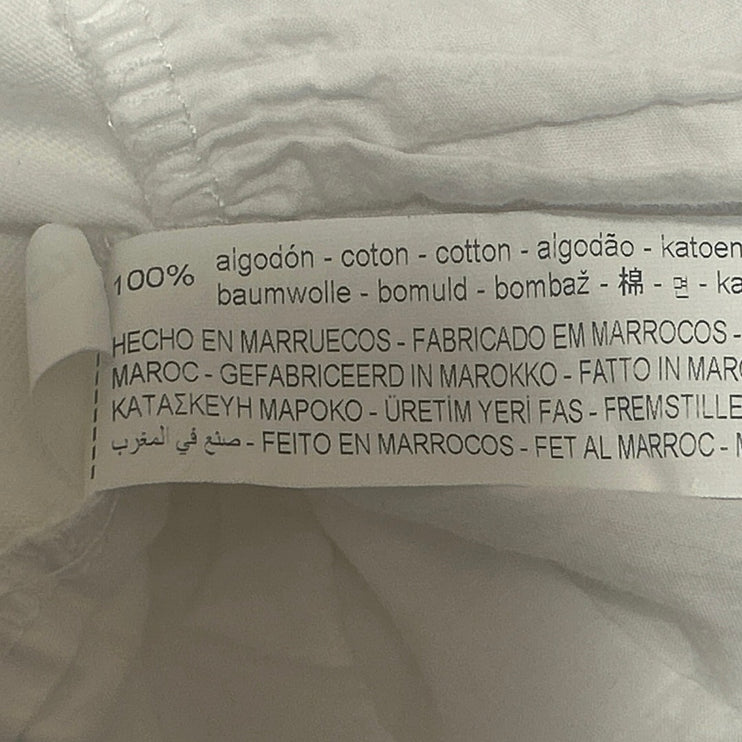 100% algodón - coton - cotton - algodão - katoen
baumwolle - bomuld - bombaž - 棉 - 면 -
HECHO EN MARRUECOS - FABRICADO EM MARROCOS -
MAROC - GEFABRICEERD IN MAROKKO - FATTO IN
ΚΑΤΑΣΚΕΥΗ ΜΑΡΟΚΟ - ÜRETİM YERİ FAS -
صنع في المغرب - FEITO EN MARROCOS - FET AL MARROC -